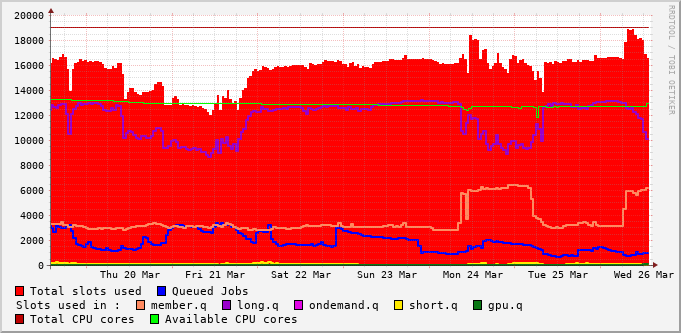 20000
18000
16000
14000
12000
10000
8000
6000
4000
2000
0
Thu 20 Mar Fri 21 Mar Sat 22 Mar Sun 23 Mar Mon 24 Mar Tue 25 Mar Wed 26 Mar
Total slots used Queued Jobs
Slots used in : member.q long.q ondemand.q short.q gpu.q
Total CPU cores Available CPU cores
RRDTOOL / TOBI OETIKER